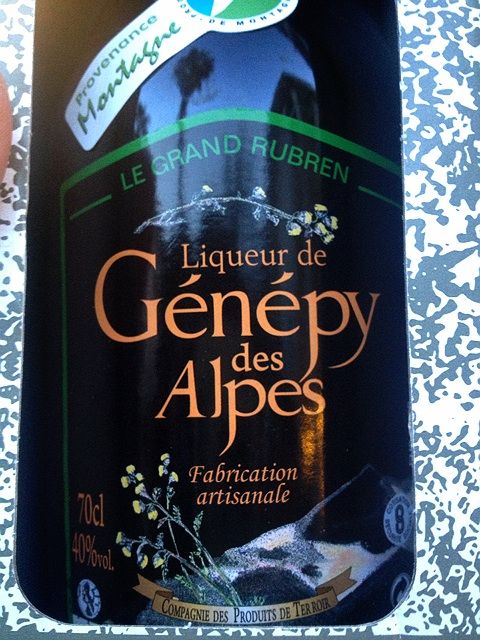 Provenance
Montagne
LE GRAND RUBREN
Liqueur de
Génépy
des
Alpes
Fabrication
artisanale
70cl
40%vol.
8
COMPAGNIE DES PRODUITS DE TERROIR